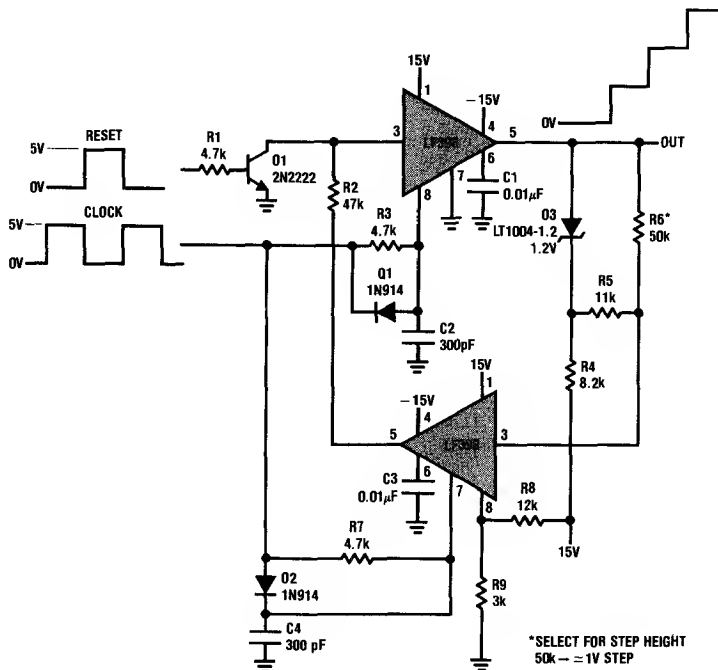 15V
1
-15V
4
3
LF398
5
OUT
0V
6
7
8
C1
0.01µF
RESET
5V
0V
R1
4.7k
Q1
2N2222
R2
47k
CLOCK
5V
0V
R3
4.7k
Q1
1N914
C2
300pF
O3
LT1004-1.2
1.2V
R6*
50k
R5
11k
R4
8.2k
15V
1
-15V
4
5
LF398
3
6
7
8
C3
0.01µF
R8
12k
15V
R7
4.7k
O2
1N914
R9
3k
C4
300 pF
*SELECT FOR STEP HEIGHT
50k → ≃ 1V STEP